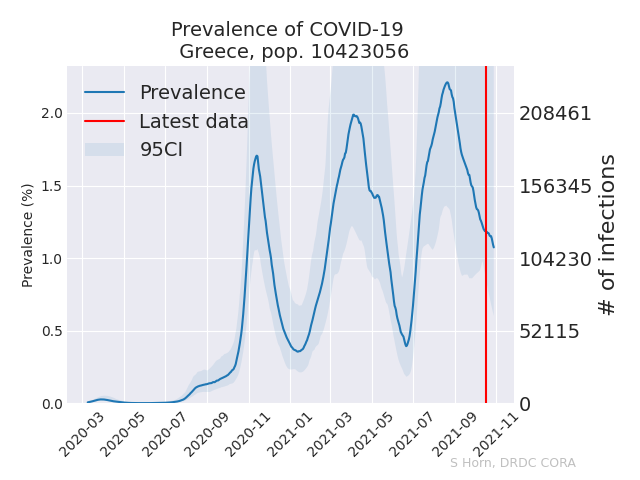 Prevalence of COVID-19
Greece, pop. 10423056
Prevalence
Latest data
95CI
Prevalence (%)
2.0
1.5
1.0
0.5
0.0
208461
156345
104230
52115
0
# of infections
2020-03
2020-05
2020-07
2020-09
2020-11
2021-01
2021-03
2021-05
2021-07
2021-09
2021-11
S Horn, DRDC CORA